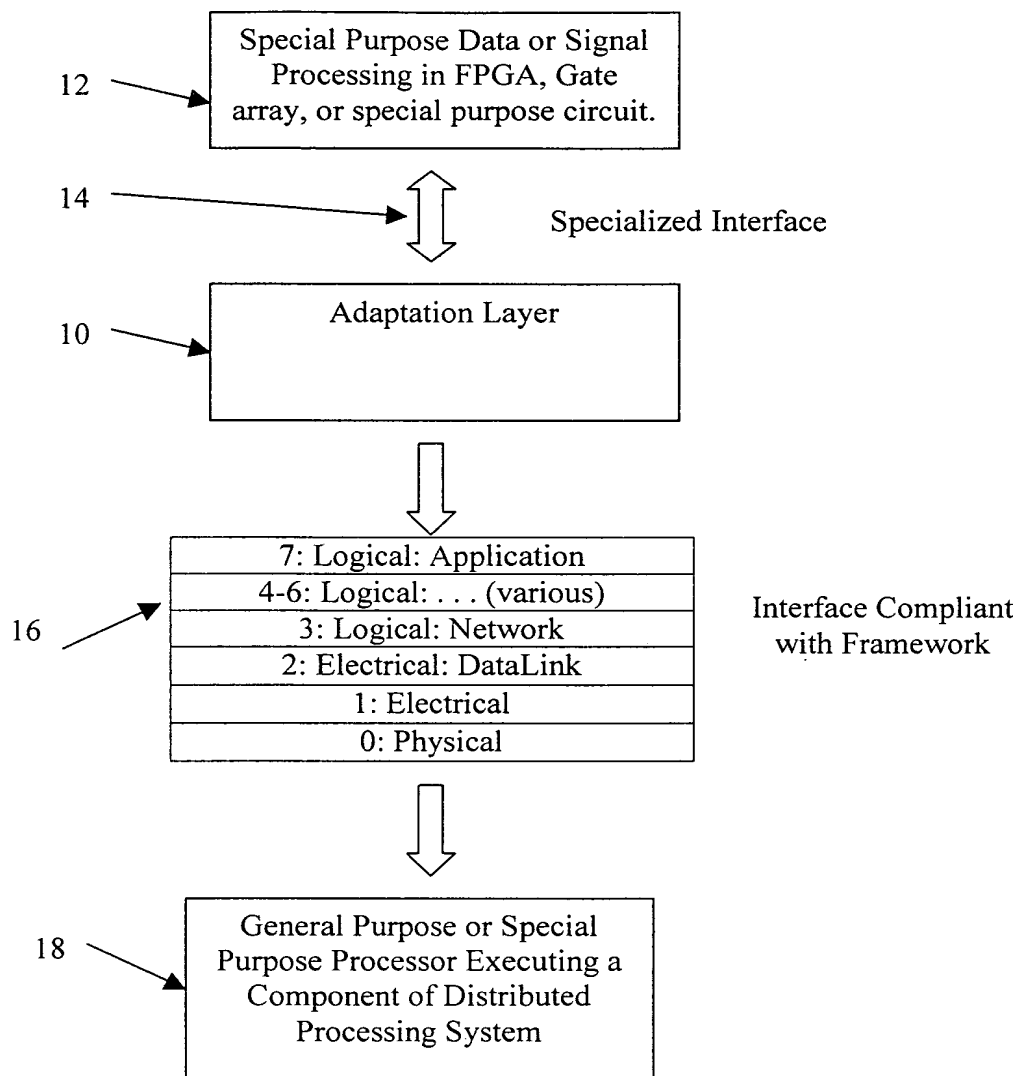 Special Purpose Data or Signal
Processing in FPGA, Gate
array, or special purpose circuit.
12
14
Specialized Interface
Adaptation Layer
10
7: Logical: Application
4-6: Logical: . . . (various)
3: Logical: Network
2: Electrical: DataLink
1: Electrical
0: Physical
16
Interface Compliant
with Framework
General Purpose or Special
Purpose Processor Executing a
Component of Distributed
Processing System
18